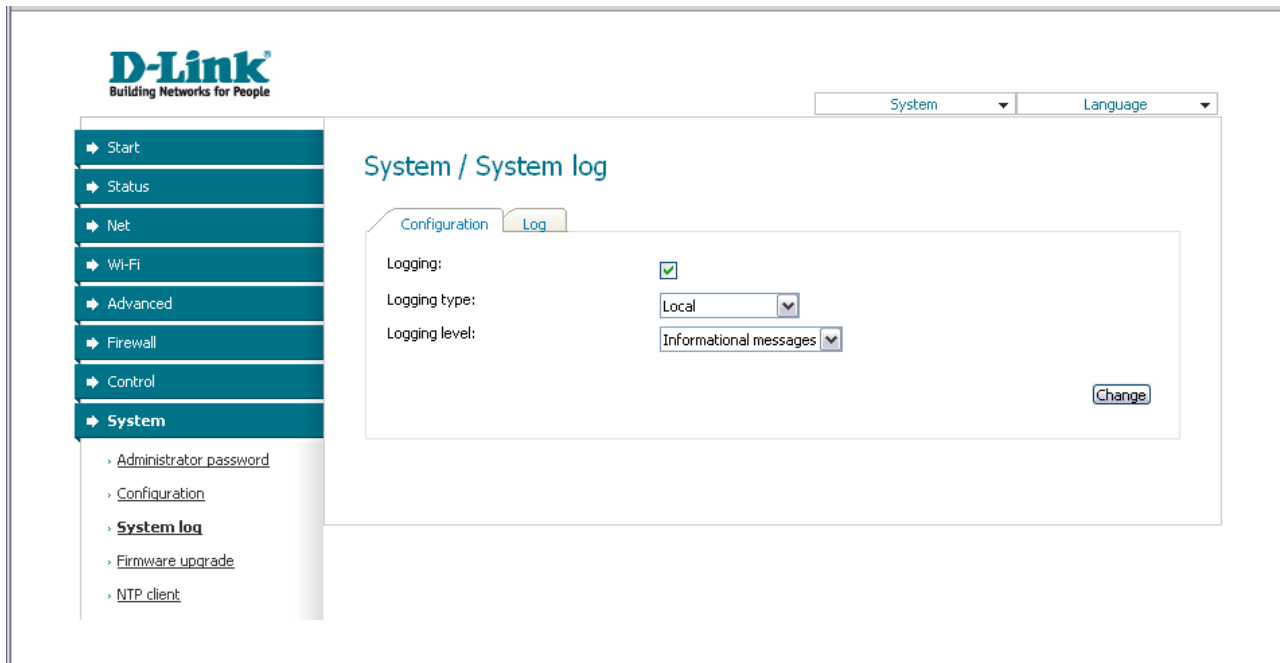 D-Link®
Building Networks for People
System
Language
Start
Status
Net
Wi-Fi
Advanced
Firewall
Control
System
Administrator password
Configuration
System log
Firmware upgrade
NTP client
System / System log
Configuration
Log
Logging:
Logging type:
Local
Logging level:
Informational messages
Change